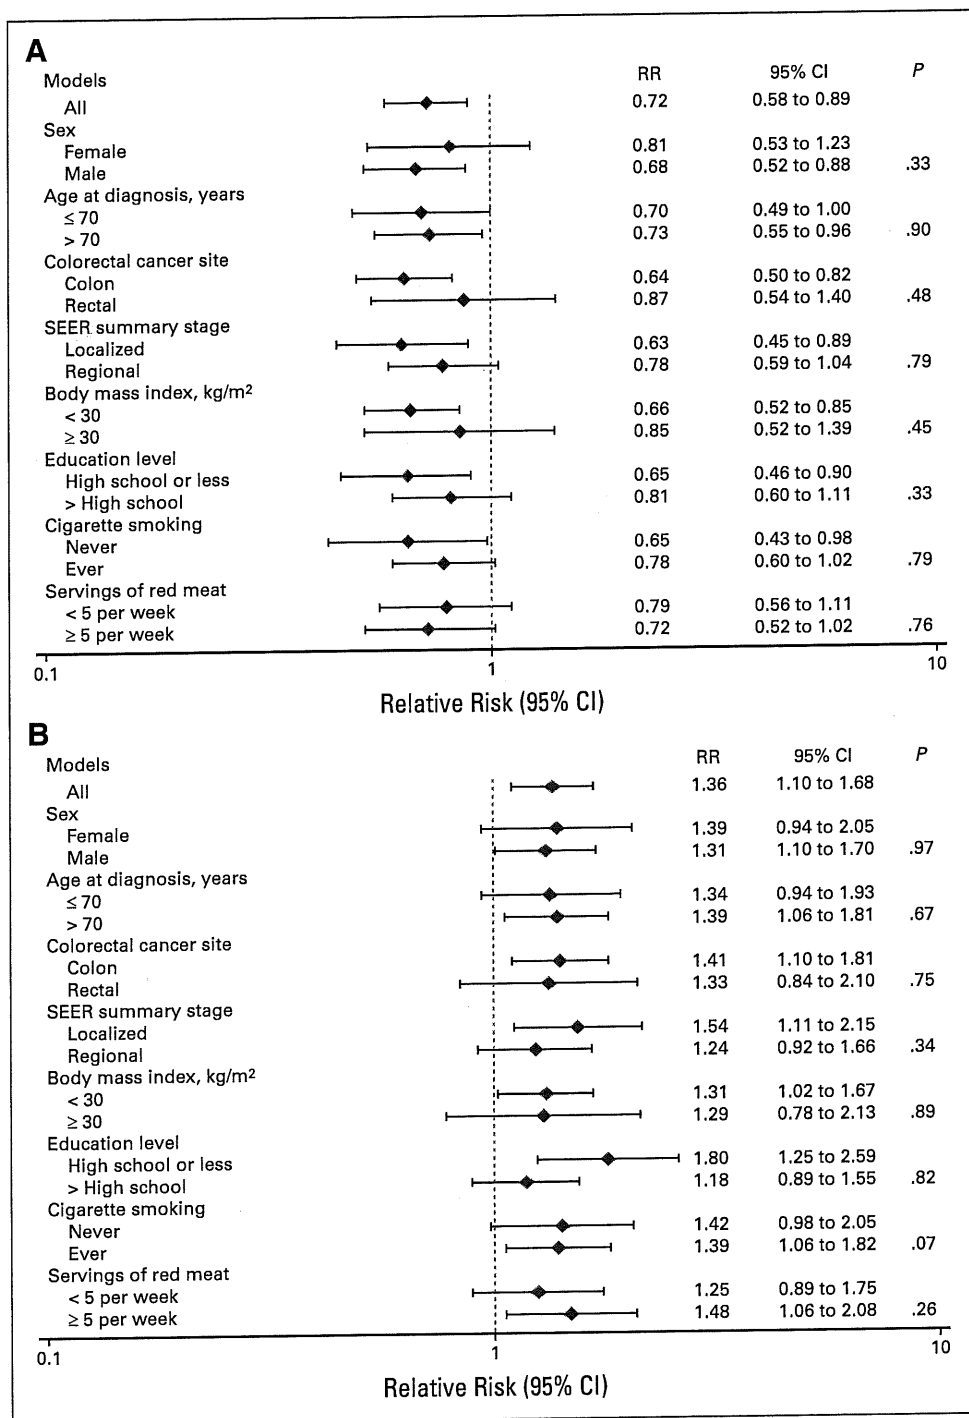 A
Models RR 95% CI P
All 0.72 0.58 to 0.89
Sex
Female 0.81 0.53 to 1.23
Male 0.68 0.52 to 0.88 .33
Age at diagnosis, years
≤ 70 0.70 0.49 to 1.00
> 70 0.73 0.55 to 0.96 .90
Colorectal cancer site
Colon 0.64 0.50 to 0.82
Rectal 0.87 0.54 to 1.40 .48
SEER summary stage
Localized 0.63 0.45 to 0.89
Regional 0.78 0.59 to 1.04 .79
Body mass index, kg/m²
< 30 0.66 0.52 to 0.85
≥ 30 0.85 0.52 to 1.39 .45
Education level
High school or less 0.65 0.46 to 0.90
> High school 0.81 0.60 to 1.11 .33
Cigarette smoking
Never 0.65 0.43 to 0.98
Ever 0.78 0.60 to 1.02 .79
Servings of red meat
< 5 per week 0.79 0.56 to 1.11
≥ 5 per week 0.72 0.52 to 1.02 .76
0.1 1 10
Relative Risk (95% CI)
B
Models RR 95% CI P
All 1.36 1.10 to 1.68
Sex
Female 1.39 0.94 to 2.05
Male 1.31 1.10 to 1.70 .97
Age at diagnosis, years
≤ 70 1.34 0.94 to 1.93
> 70 1.39 1.06 to 1.81 .67
Colorectal cancer site
Colon 1.41 1.10 to 1.81
Rectal 1.33 0.84 to 2.10 .75
SEER summary stage
Localized 1.54 1.11 to 2.15
Regional 1.24 0.92 to 1.66 .34
Body mass index, kg/m²
< 30 1.31 1.02 to 1.67
≥ 30 1.29 0.78 to 2.13 .89
Education level
High school or less 1.80 1.25 to 2.59
> High school 1.18 0.89 to 1.55 .82
Cigarette smoking
Never 1.42 0.98 to 2.05
Ever 1.39 1.06 to 1.82 .07
Servings of red meat
< 5 per week 1.25 0.89 to 1.75
≥ 5 per week 1.48 1.06 to 2.08 .26
0.1 1 10
Relative Risk (95% CI)